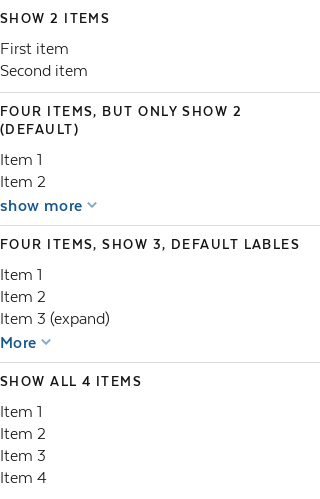 SHOW 2 ITEMS
First item
Second item
FOUR ITEMS, BUT ONLY SHOW 2
(DEFAULT)
Item 1
Item 2
show more
FOUR ITEMS, SHOW 3, DEFAULT LABLES
Item 1
Item 2
Item 3 (expand)
More
SHOW ALL 4 ITEMS
Item 1
Item 2
Item 3
Item 4